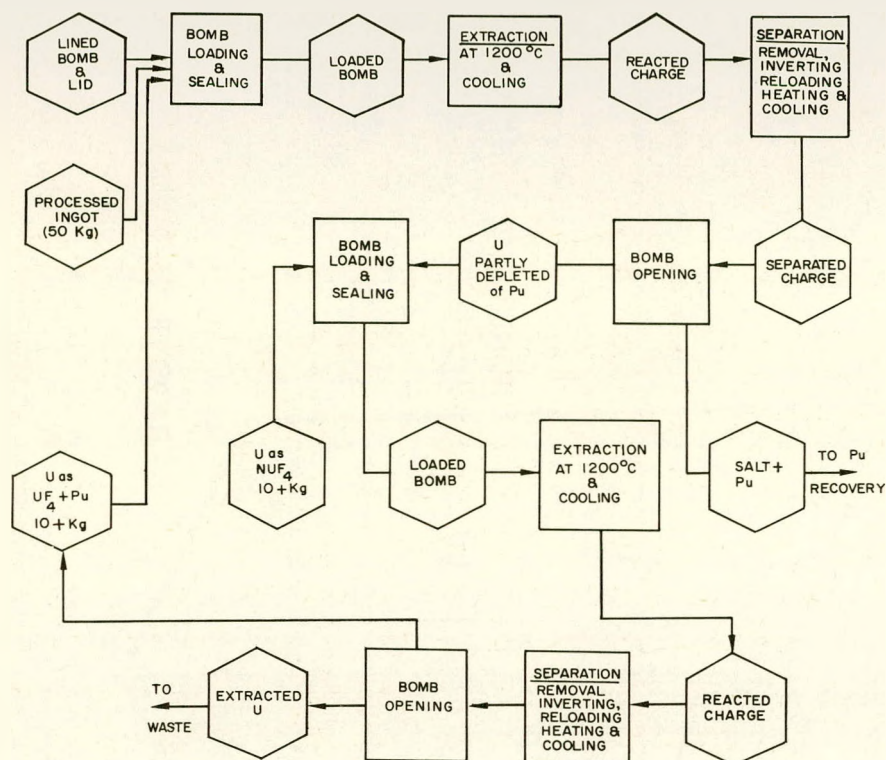 LINED
BOMB
&
LID
BOMB
LOADING
&
SEALING
LOADED
BOMB
EXTRACTION
AT 1200°C
&
COOLING
REACTED
CHARGE
SEPARATION
REMOVAL,
INVERTING
RELOADING
HEATING &
COOLING
PROCESSED
INGOT
(50 Kg)
BOMB
LOADING
&
SEALING
U
PARTLY
DEPLETED
of Pu
BOMB
OPENING
SEPARATED
CHARGE
U as
UF4 + Pu
10 + Kg
U as
NUF4
10 + Kg
LOADED
BOMB
EXTRACTION
AT 1200°C
&
COOLING
SALT +
Pu
TO Pu
RECOVERY
TO
WASTE
EXTRACTED
U
BOMB
OPENING
SEPARATION
REMOVAL
INVERTING,
RELOADING
HEATING &
COOLING
REACTED
CHARGE